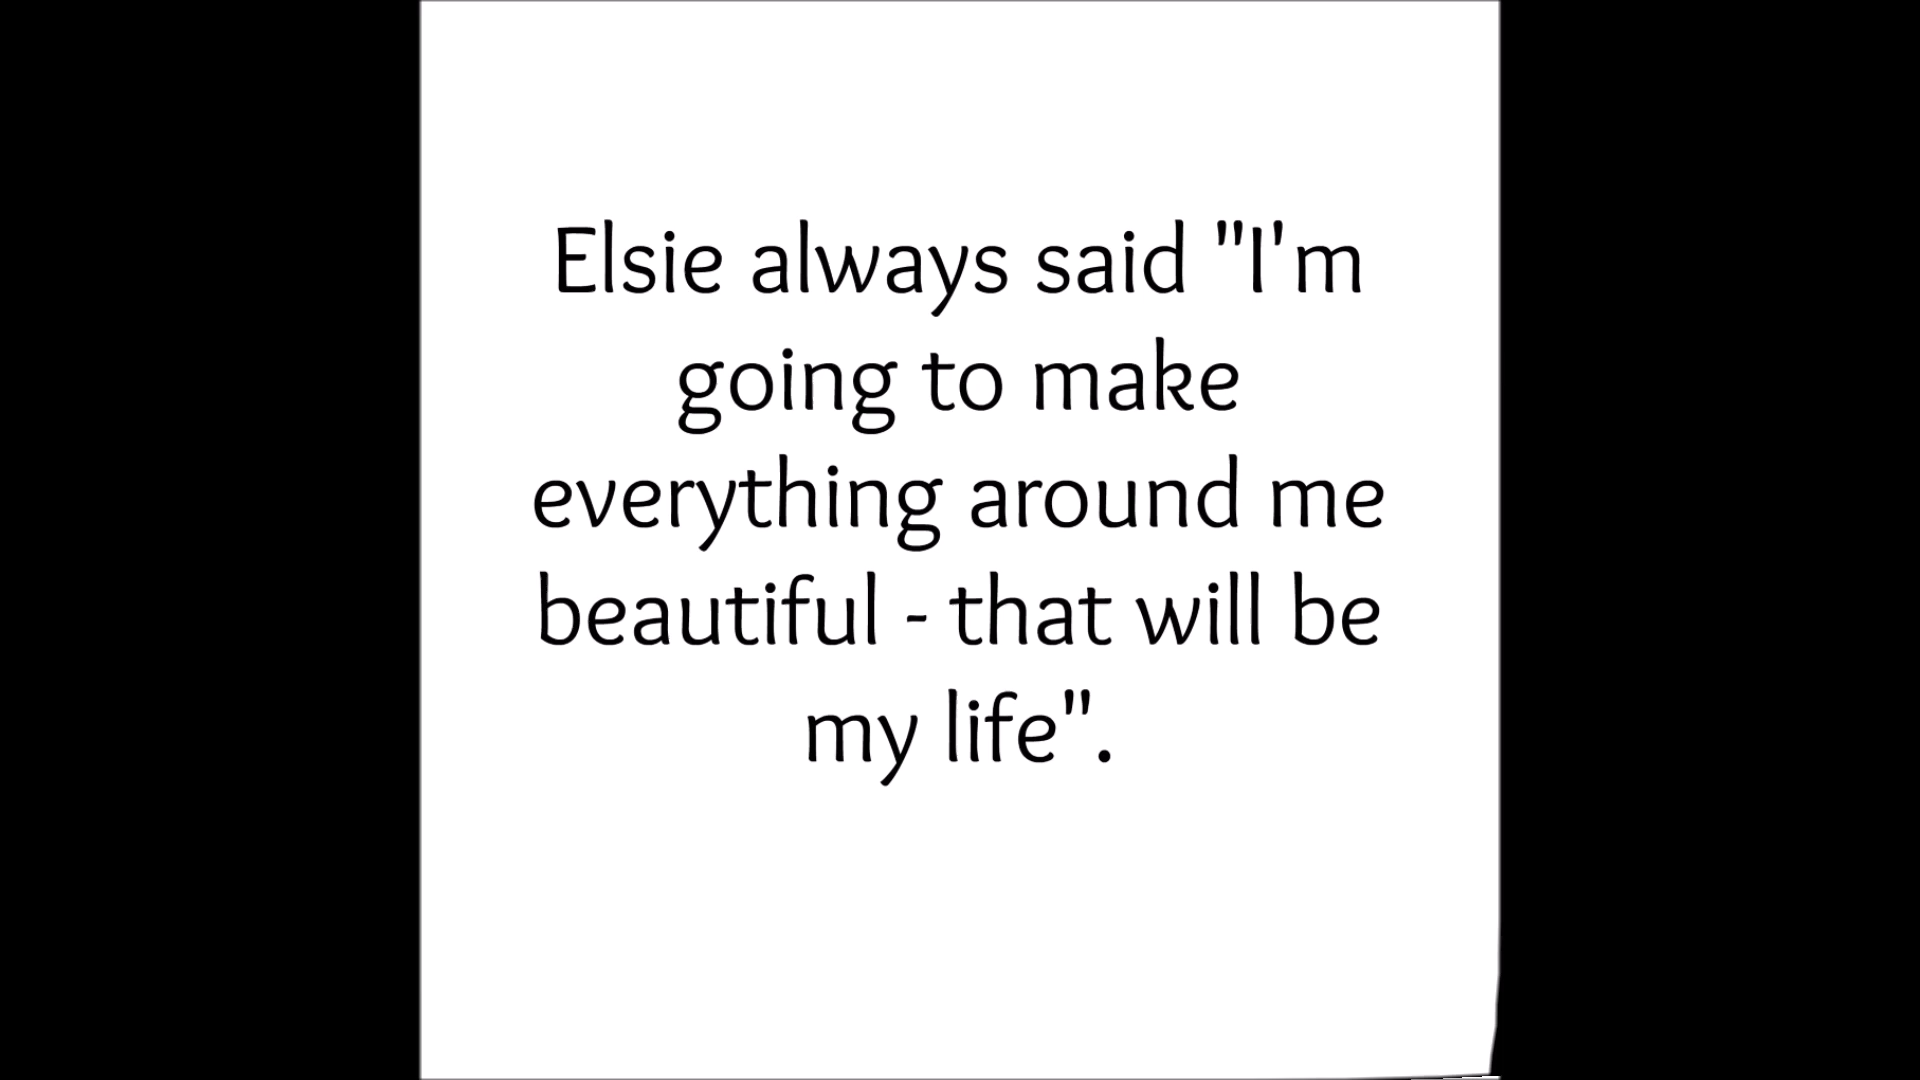 Elsie always said "I'm
going to make
everything around me
beautiful - that will be
my life".